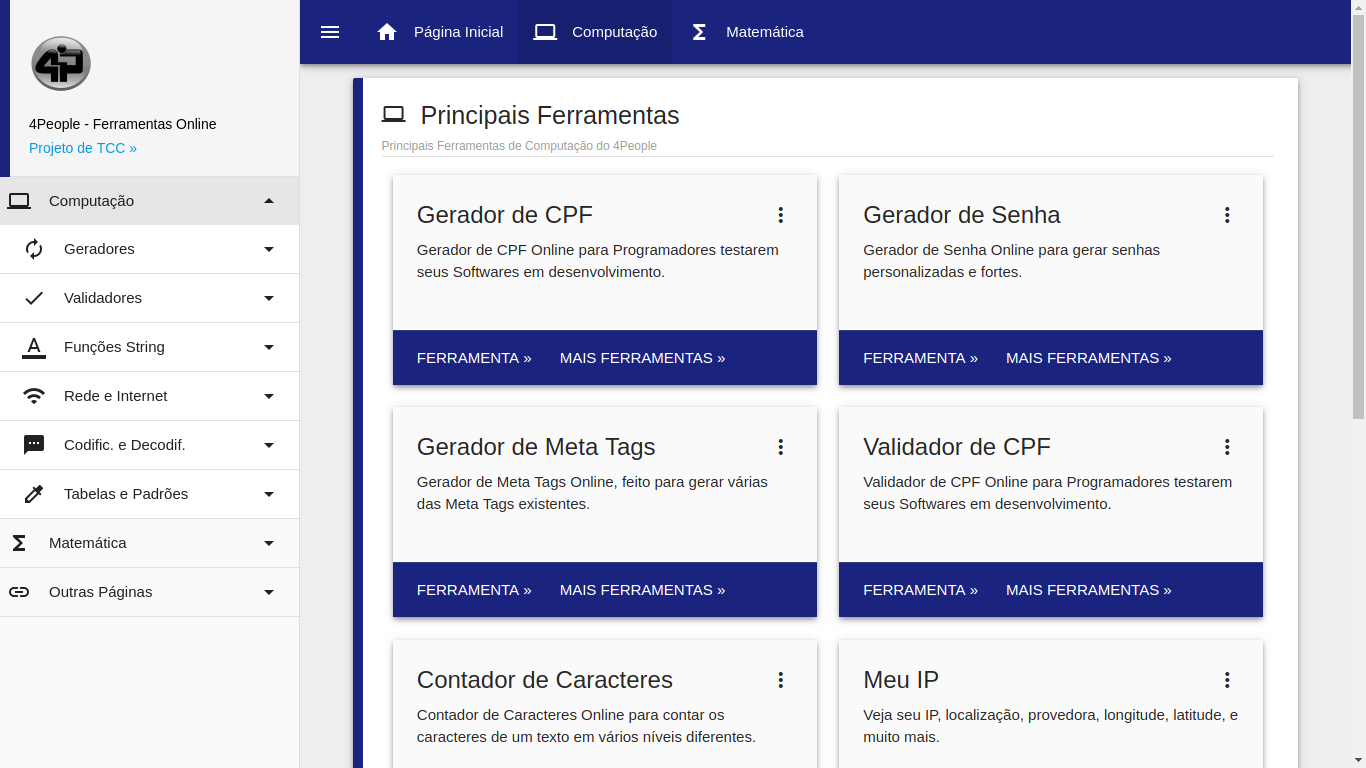 4P
4People - Ferramentas Online
Projeto de TCC »
Computação
Geradores
Validadores
Funções String
Rede e Internet
Codific. e Decodif.
Tabelas e Padrões
Matemática
Outras Páginas
Página Inicial
Computação
Matemática
Principais Ferramentas
Principais Ferramentas de Computação do 4People
Gerador de CPF
Gerador de CPF Online para Programadores testarem
seus Softwares em desenvolvimento.
FERRAMENTA »
MAIS FERRAMENTAS »
Gerador de Senha
Gerador de Senha Online para gerar senhas
personalizadas e fortes.
FERRAMENTA »
MAIS FERRAMENTAS »
Gerador de Meta Tags
Gerador de Meta Tags Online, feito para gerar várias
das Meta Tags existentes.
FERRAMENTA »
MAIS FERRAMENTAS »
Validador de CPF
Validador de CPF Online para Programadores testarem
seus Softwares em desenvolvimento.
FERRAMENTA »
MAIS FERRAMENTAS »
Contador de Caracteres
Contador de Caracteres Online para contar os
caracteres de um texto em vários níveis diferentes.
Meu IP
Veja seu IP, localização, provedora, longitude, latitude, e
muito mais.